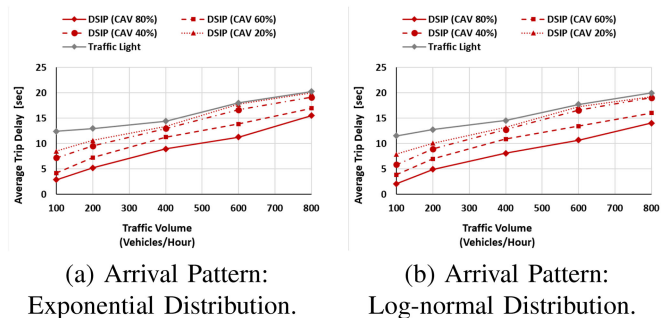 DSIP (CAV 80%) DSIP (CAV 60%)
DSIP (CAV 40%) DSIP (CAV 20%)
Traffic Light
Average Trip Delay [sec]
25
20
15
10
5
0
100 200 300 400 500 600 700 800
Traffic Volume
(Vehicles/Hour)
(a) Arrival Pattern:
Exponential Distribution.
DSIP (CAV 80%) DSIP (CAV 60%)
DSIP (CAV 40%) DSIP (CAV 20%)
Traffic Light
Average Trip Delay [sec]
25
20
15
10
5
0
100 200 300 400 500 600 700 800
Traffic Volume
(Vehicles/Hour)
(b) Arrival Pattern:
Log-normal Distribution.